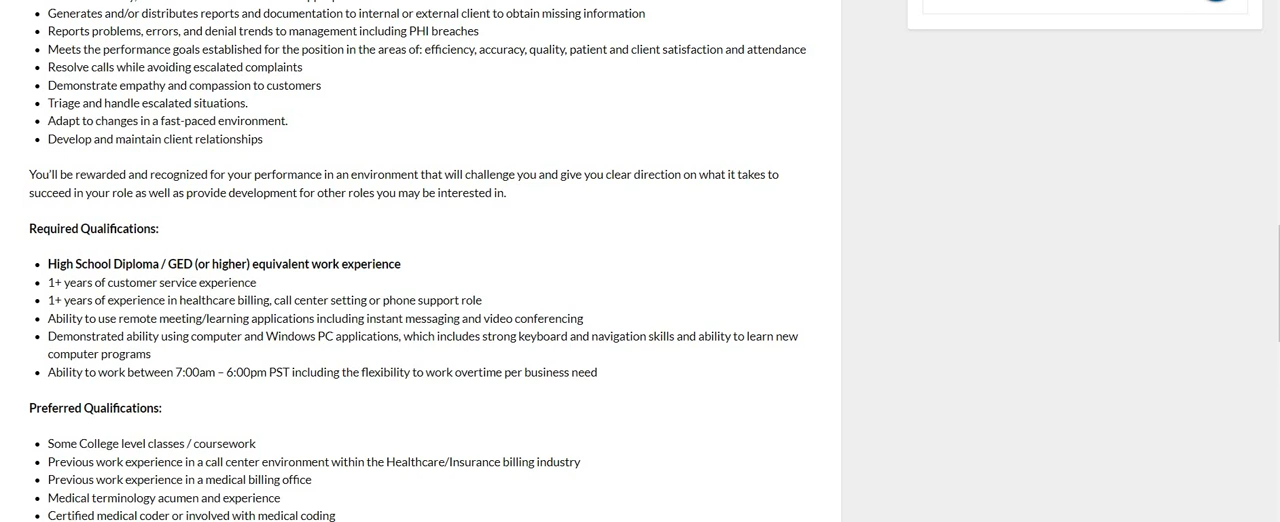 • Generates and/or distributes reports and documentation to internal or external client to obtain missing information
• Reports problems, errors, and denial trends to management including PHI breaches
• Meets the performance goals established for the position in the areas of: efficiency, accuracy, quality, patient and client satisfaction and attendance
• Resolve calls while avoiding escalated complaints
• Demonstrate empathy and compassion to customers
• Triage and handle escalated situations.
• Adapt to changes in a fast-paced environment.
• Develop and maintain client relationships
You'll be rewarded and recognized for your performance in an environment that will challenge you and give you clear direction on what it takes to
succeed in your role as well as provide development for other roles you may be interested in.
Required Qualifications:
• High School Diploma / GED (or higher) equivalent work experience
• 1+ years of customer service experience
• 1+ years of experience in healthcare billing, call center setting or phone support role
• Ability to use remote meeting/learning applications including instant messaging and video conferencing
• Demonstrated ability using computer and Windows PC applications, which includes strong keyboard and navigation skills and ability to learn new
computer programs
• Ability to work between 7:00am – 6:00pm PST including the flexibility to work overtime per business need
Preferred Qualifications:
• Some College level classes / coursework
• Previous work experience in a call center environment within the Healthcare/Insurance billing industry
• Previous work experience in a medical billing office
• Medical terminology acumen and experience
• Certified medical coder or involved with medical coding